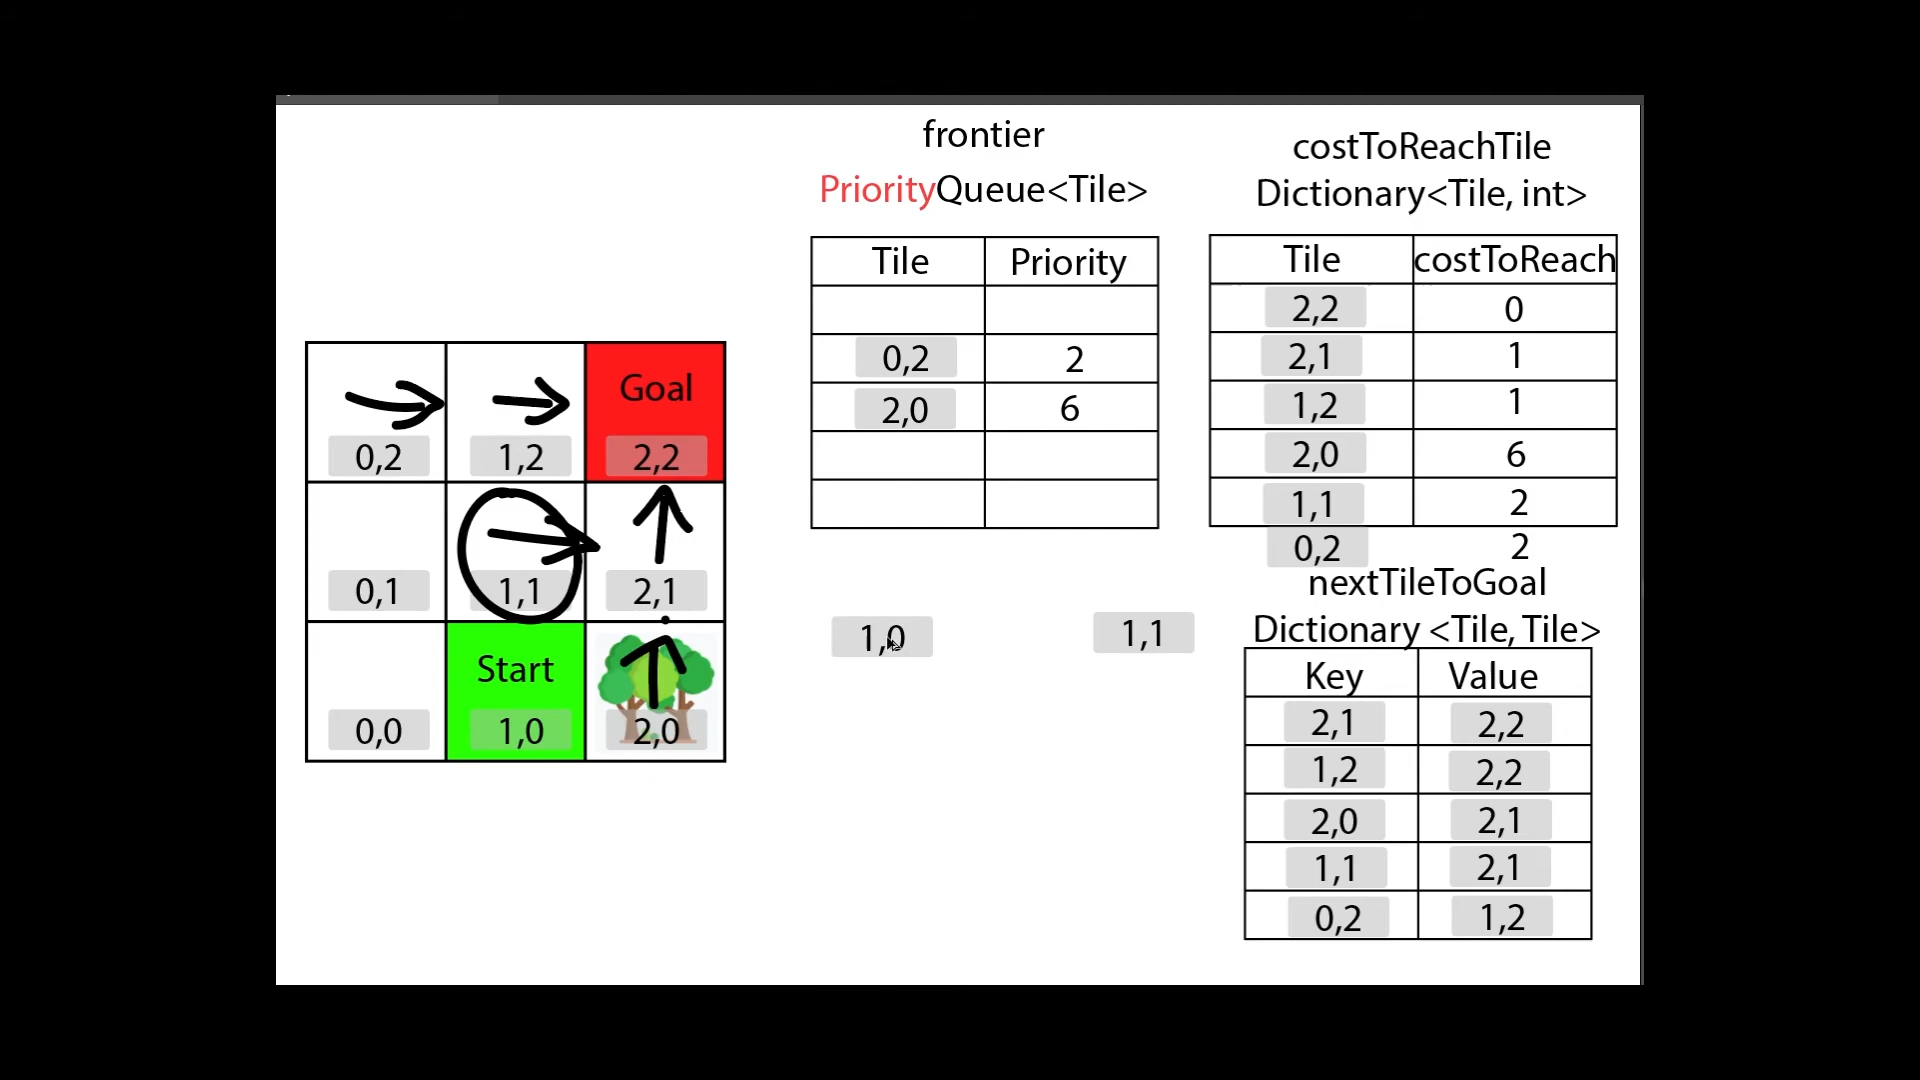 frontier
PriorityQueue<Tile>
Tile Priority
0,2 2
2,0 6
costToReachTile
Dictionary<Tile, int>
Tile costToReach
2,2 0
2,1 1
1,2 1
2,0 6
1,1 2
0,2 2
Goal
0,2 1,2 2,2
0,1 1,1 2,1
Start
0,0 1,0 2,0
1,0 1,1
nextTileToGoal
Dictionary <Tile, Tile>
Key Value
2,1 2,2
1,2 2,2
2,0 2,1
1,1 2,1
0,2 1,2